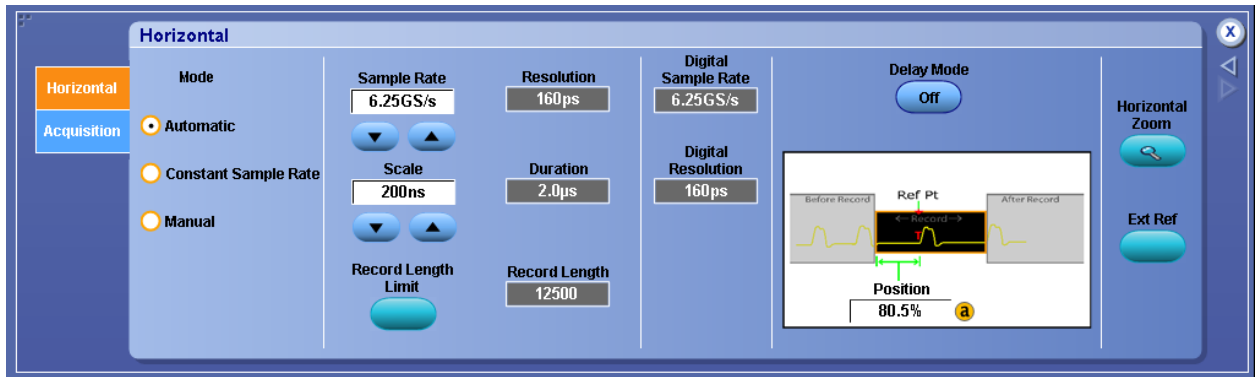 Horizontal
X
Horizontal
Acquisition
Mode
Automatic
Constant Sample Rate
Manual
Sample Rate
6.25GS/s
Scale
200ns
Record Length
Limit
Resolution
160ps
Duration
2.0µs
Record Length
12500
Digital
Sample Rate
6.25GS/s
Digital
Resolution
160ps
Delay Mode
Off
Before Record
Ref Pt
After Record
←Record→
T
Position
80.5%
a
Horizontal
Zoom
Ext Ref